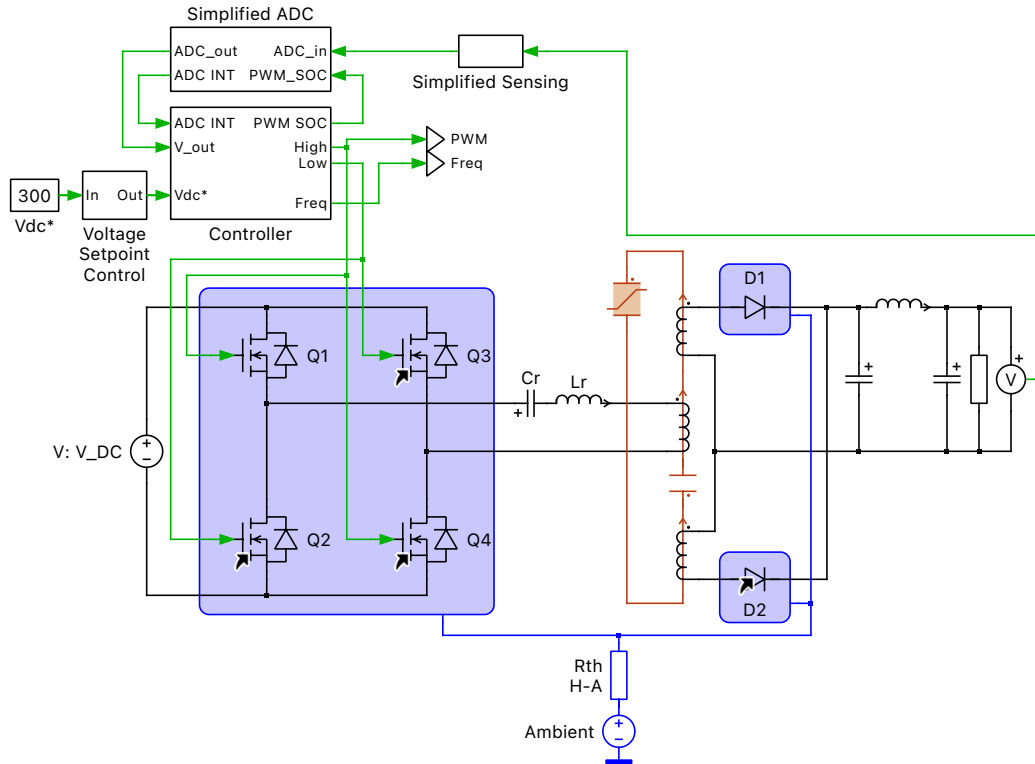 Simplified ADC
ADC_out
ADC_in
ADC INT
PWM_SOC
Simplified Sensing
ADC INT
PWM SOC
V_out
High
Low
Vdc*
Freq
Controller
PWM
Freq
300
Vdc*
In
Out
Voltage
Setpoint
Control
D1
Q1
Q3
Cr
Lr
V
V: V_DC
Q2
Q4
D2
Rth
H-A
Ambient